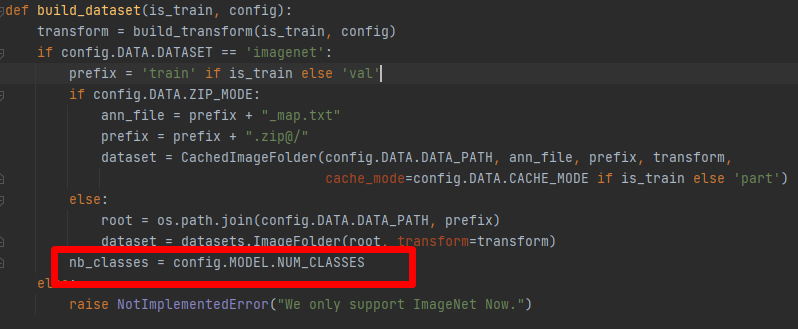 def build_dataset(is_train, config):
    transform = build_transform(is_train, config)
    if config.DATA.DATASET == 'imagenet':
        prefix = 'train' if is_train else 'val'
        if config.DATA.ZIP_MODE:
            ann_file = prefix + "_map.txt"
            prefix = prefix + ".zip@/"
            dataset = CachedImageFolder(config.DATA.DATA_PATH, ann_file, prefix, transform,
                                        cache_mode=config.DATA.CACHE_MODE if is_train else 'part')
        else:
            root = os.path.join(config.DATA.DATA_PATH, prefix)
            dataset = datasets.ImageFolder(root, transform=transform)
        nb_classes = config.MODEL.NUM_CLASSES
    else:
        raise NotImplementedError("We only support ImageNet Now.")